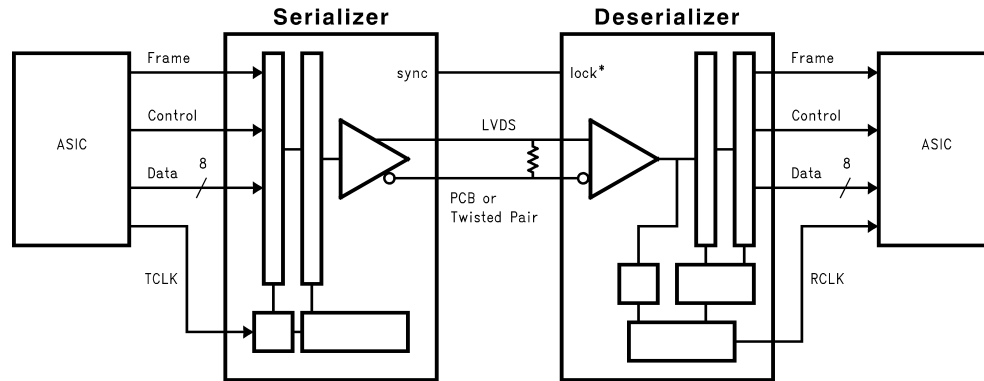 Serializer
Deserializer
Frame
sync
lock*
Frame
Control
LVDS
Control
ASIC
ASIC
8
Data
8
Data
PCB or
Twisted Pair
TCLK
RCLK